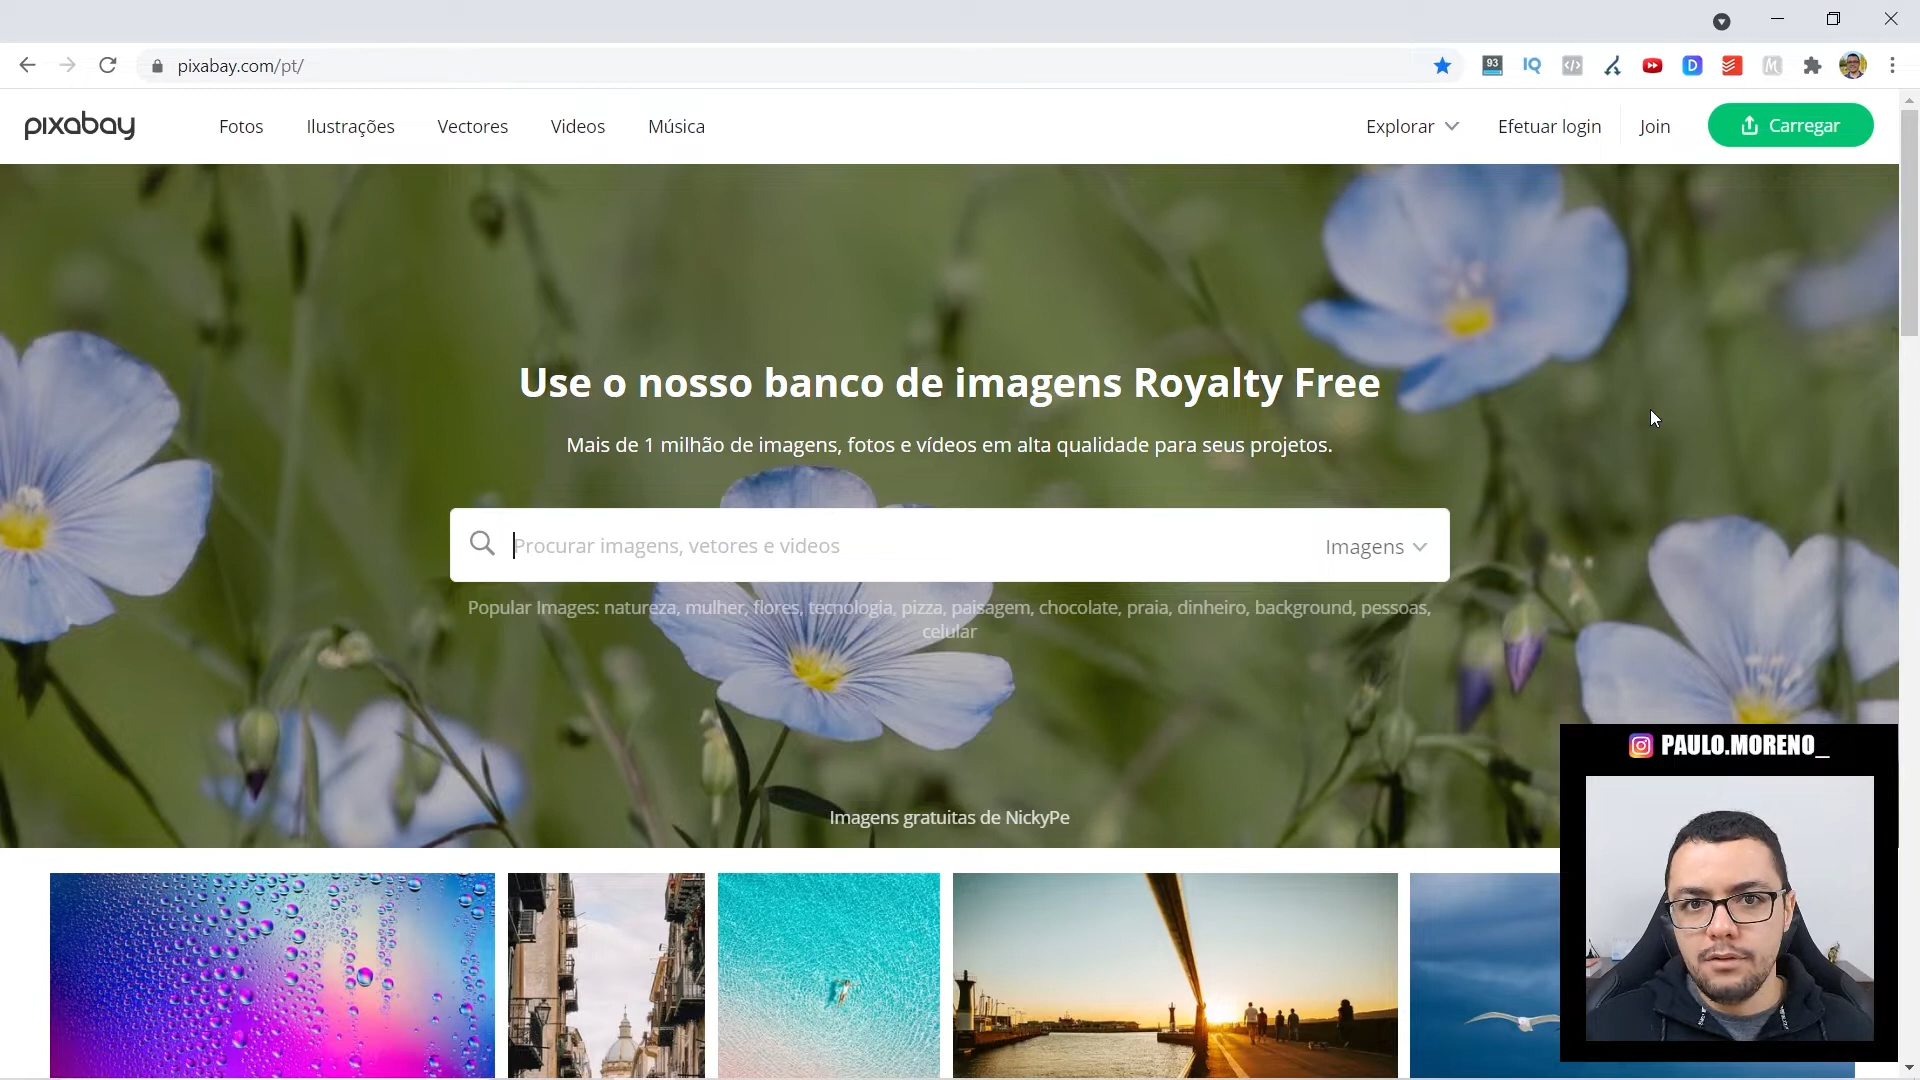 pixabay.com/pt/
93
IQ
D
M
pixabay
Fotos
Ilustrações
Vectores
Videos
Música
Explorar
Efetuar login
Join
Carregar
Use o nosso banco de imagens Royalty Free
Mais de 1 milhão de imagens, fotos e vídeos em alta qualidade para seus projetos.
Procurar imagens, vetores e videos
Imagens
Popular Images: natureza, mulher, flores, tecnologia, pizza, paisagem, chocolate, praia, dinheiro, background, pessoas,
celular
Imagens gratuitas de NickyPe
PAULO.MORENO_